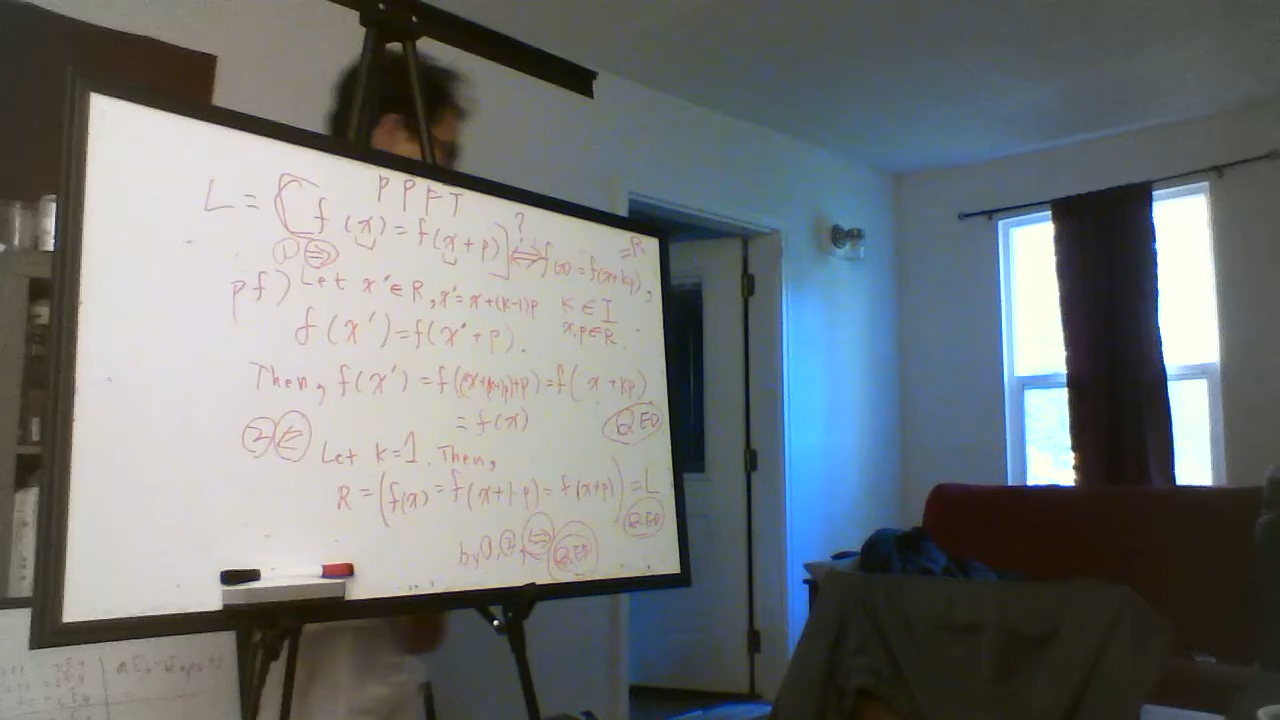 P P F T
L = [f(x) = f(x+p)] ⇔ f(x) = f(x+kp), = R
?
① ⇒
pf) Let x' ∈ R, x' = x+(k-1)p k ∈ I
x, p ∈ R.
f(x') = f(x'+p).
Then, f(x') = f((x+(k-1)p)+p) = f(x+kp)
= f(x) QED
② ⇐ Let k=1. Then,
R = (f(x) = f(x+1·p) = f(x+p)) = L
QED
by ①, ②, ⇔ QED